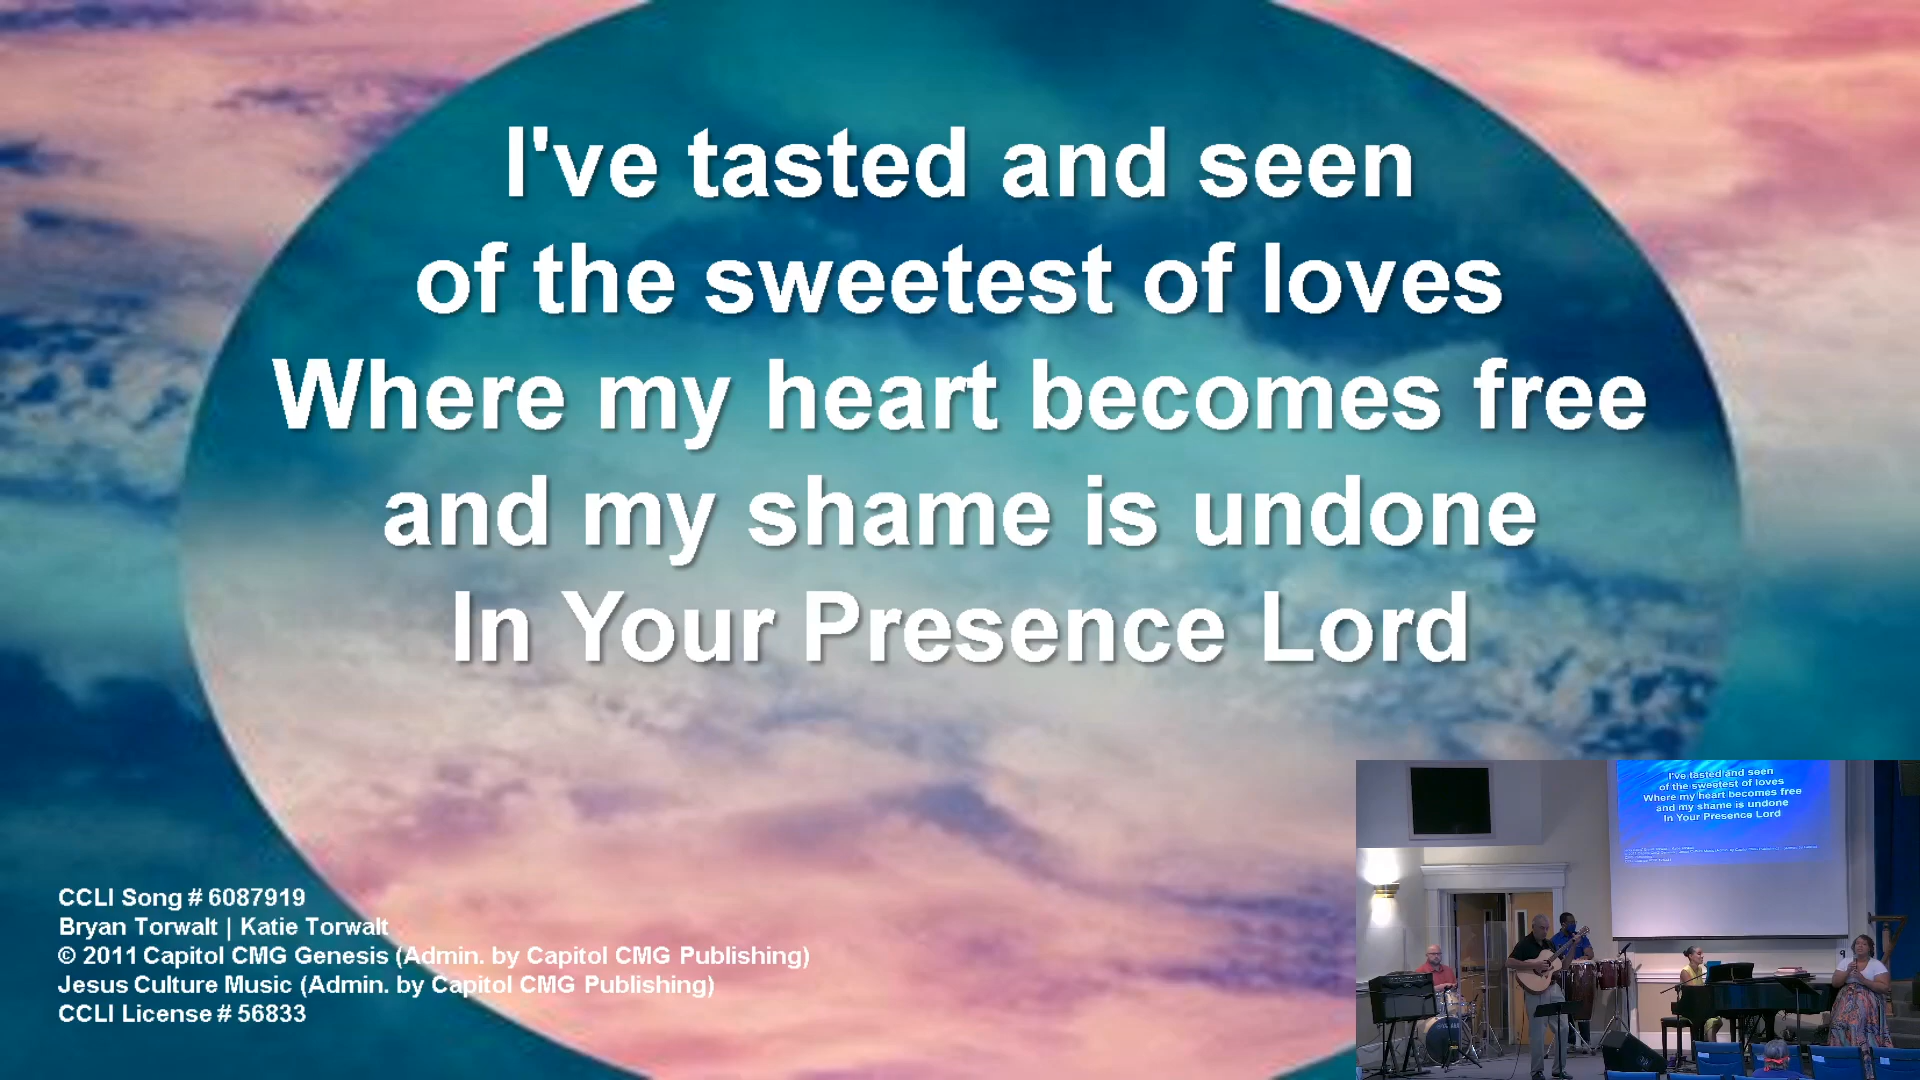 I've tasted and seen
of the sweetest of loves
Where my heart becomes free
and my shame is undone
In Your Presence Lord
CCLI Song # 6087919
Bryan Torwalt | Katie Torwalt
© 2011 Capitol CMG Genesis (Admin. by Capitol CMG Publishing)
Jesus Culture Music (Admin. by Capitol CMG Publishing)
CCLI License # 56833
I've tasted and seen
of the sweetest of loves
Where my heart becomes free
and my shame is undone
In Your Presence Lord